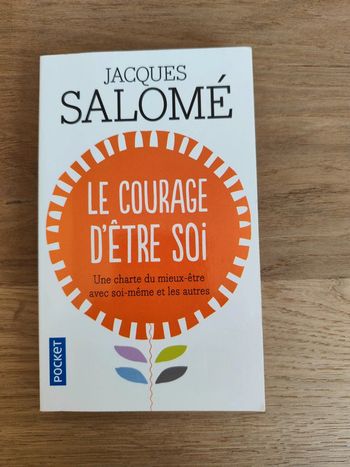 JACQUES
SALOMÉ
LE COURAGE
D'ÊTRE SOi
Une charte du mieux-être
avec soi-même et les autres
POCKET